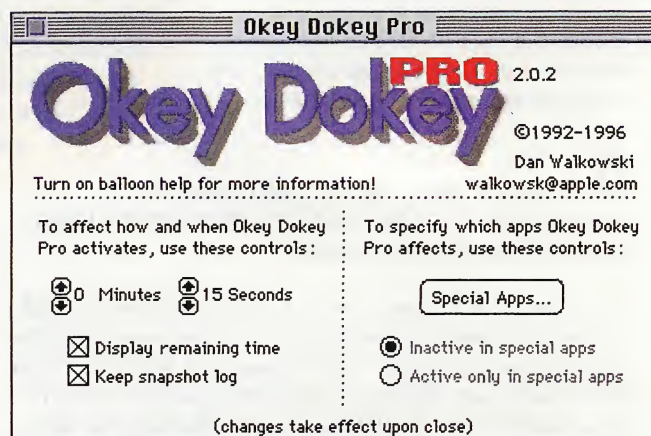 Okey Dokey Pro
Okey Dokey PRO 2.0.2
©1992-1996
Dan Walkowski
Turn on balloon help for more information! walkowsk@apple.com
To affect how and when Okey Dokey
Pro activates, use these controls:
0 Minutes 15 Seconds
Display remaining time
Keep snapshot log
To specify which apps Okey Dokey
Pro affects, use these controls:
Special Apps...
Inactive in special apps
Active only in special apps
(changes take effect upon close)